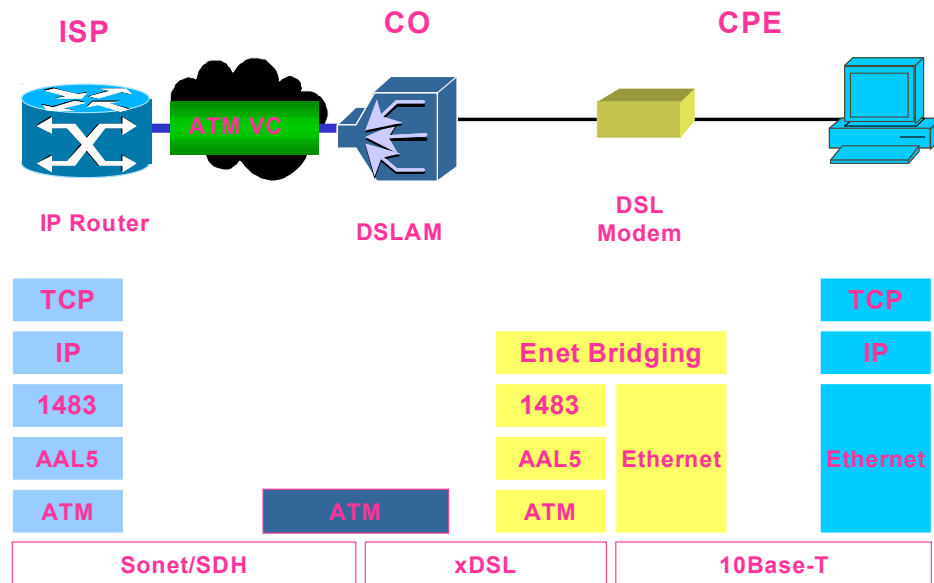 ISP
CO
CPE
ATM VC
IP Router
DSLAM
DSL
Modem
TCP
TCP
IP
Enet Bridging
IP
1483
1483
AAL5
AAL5
Ethernet
Ethernet
ATM
ATM
ATM
Sonet/SDH
xDSL
10Base-T